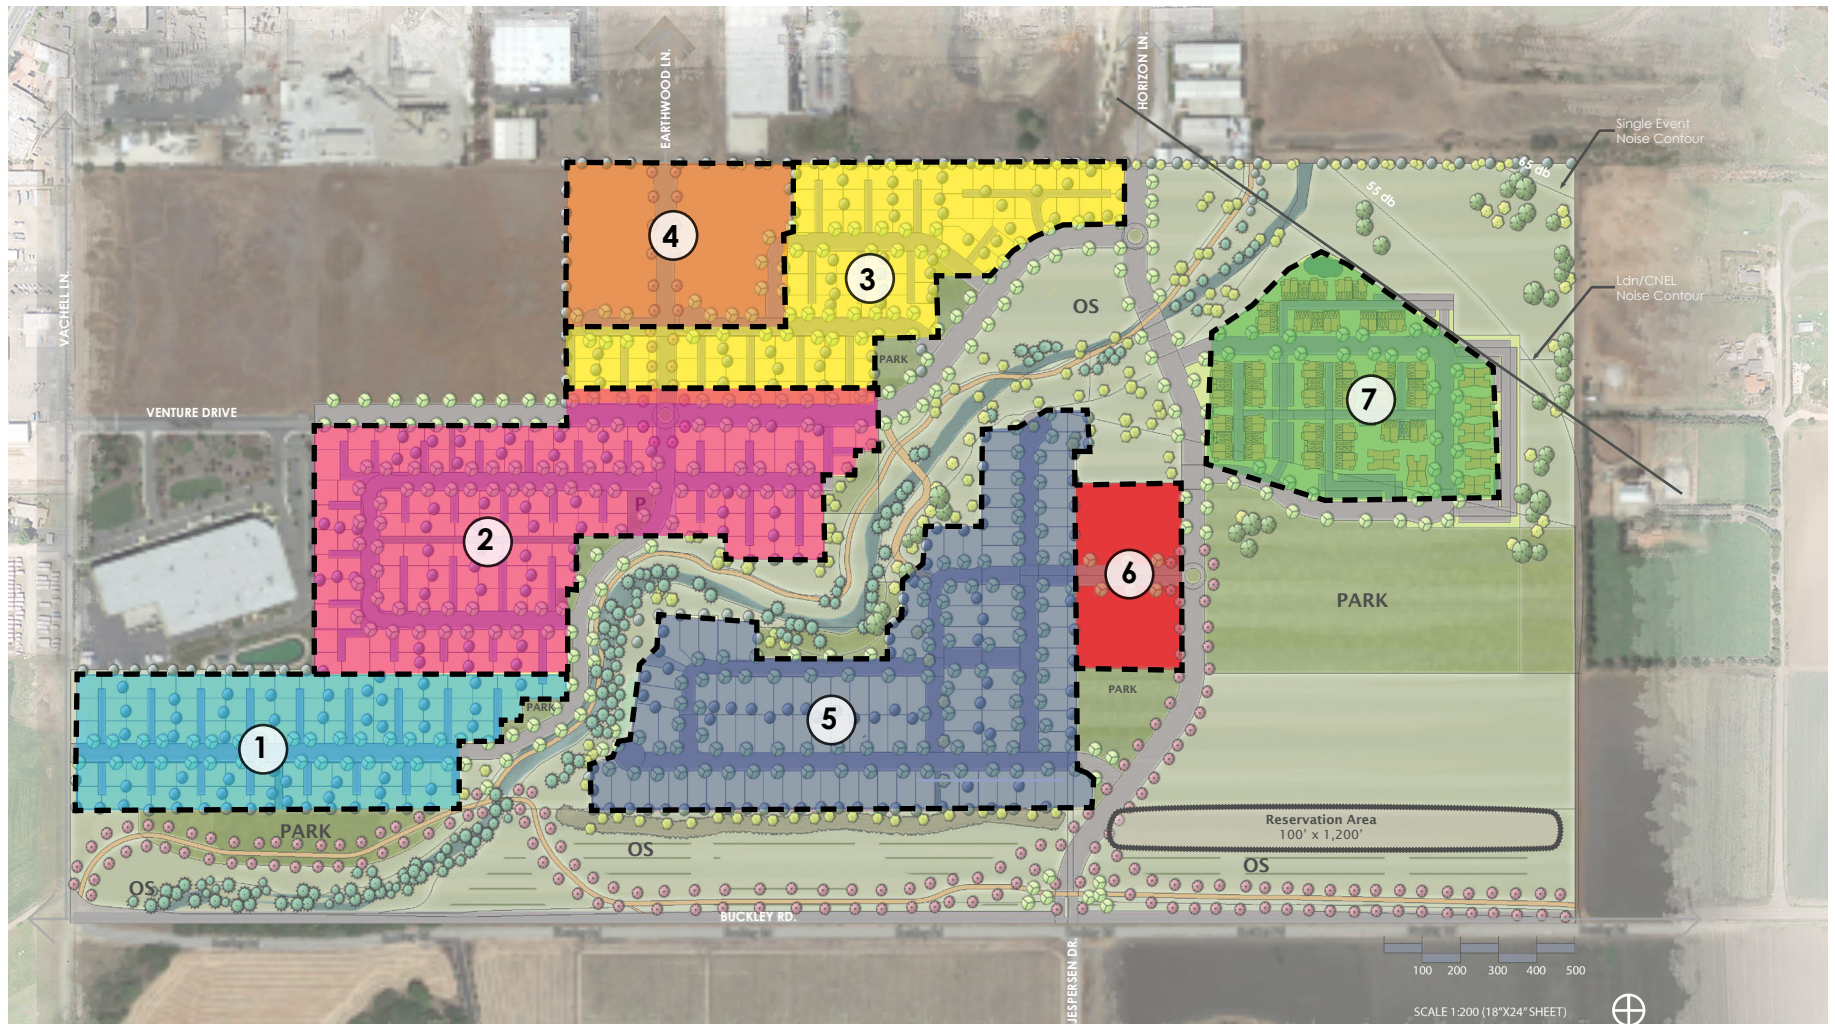 EARTHWOOD LN.
HORIZON LN.
Single Event
Noise Contour
65 db
55 db
4
3
OS
Ldn/CNEL
Noise Contour
VACHELL LN.
PARK
7
VENTURE DRIVE
P
2
6
PARK
PARK
PARK
5
1
Reservation Area
100' x 1,200'
PARK
OS
OS
OS
BUCKLEY RD.
JESPERSEN DR.
100 200 300 400 500
SCALE 1:200 (18"X24" SHEET)